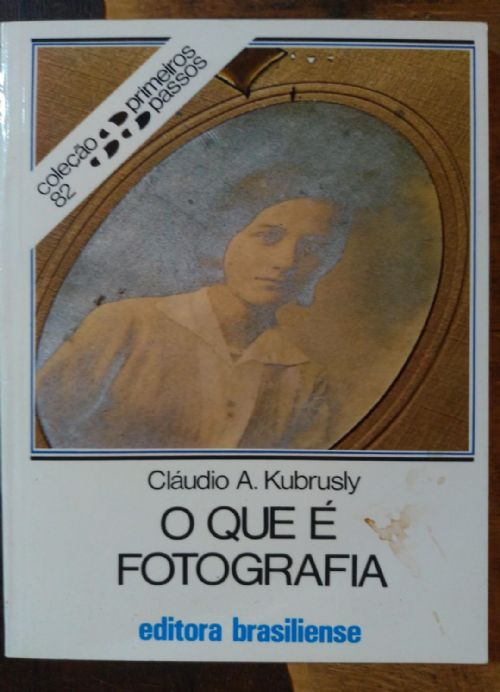 coleção primeiros
82 passos
Cláudio A. Kubrusly
O QUE É
FOTOGRAFIA
editora brasiliense